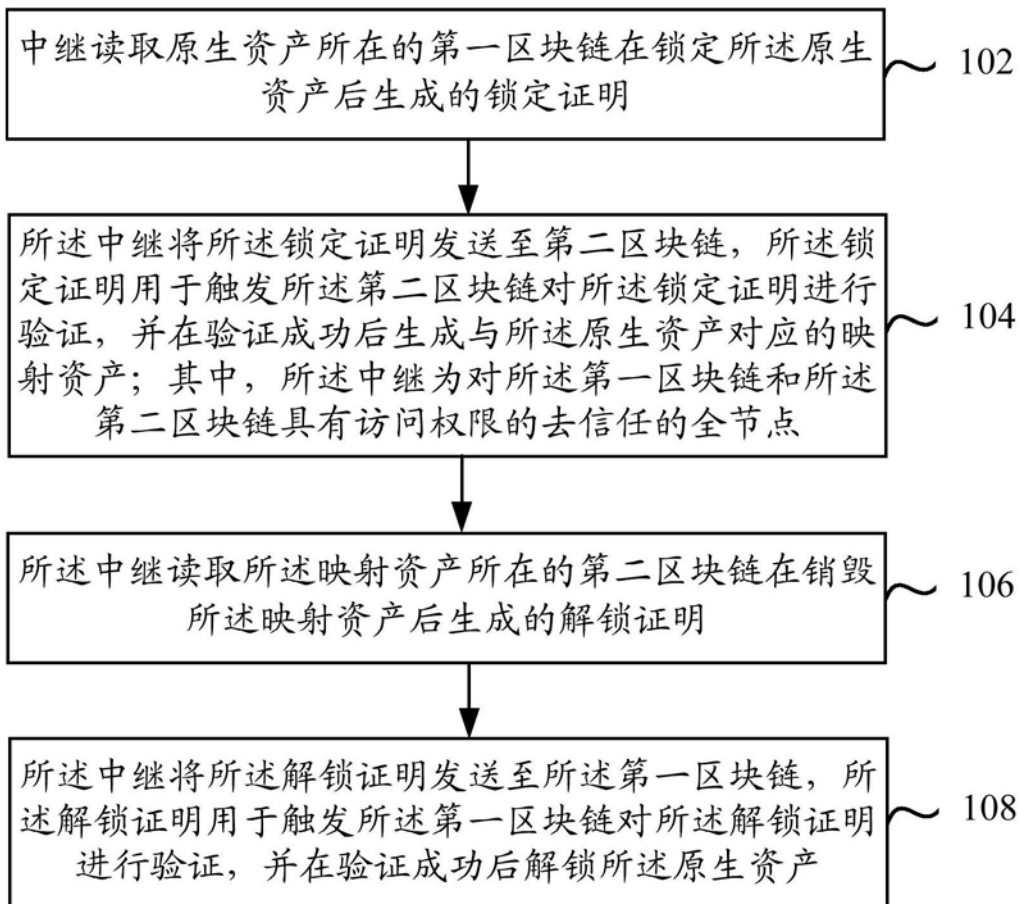 中继读取原生资产所在的第一区块链在锁定所述原生
资产后生成的锁定证明
102
所述中继将所述锁定证明发送至第二区块链，所述锁
定证明用于触发所述第二区块链对所述锁定证明进行
验证，并在验证成功后生成与所述原生资产对应的映
射资产；其中，所述中继为对所述第一区块链和所述
第二区块链具有访问权限的去信任的全节点
104
所述中继读取所述映射资产所在的第二区块链在销毁
所述映射资产后生成的解锁证明
106
所述中继将所述解锁证明发送至所述第一区块链，所
述解锁证明用于触发所述第一区块链对所述解锁证明
进行验证，并在验证成功后解锁所述原生资产
108